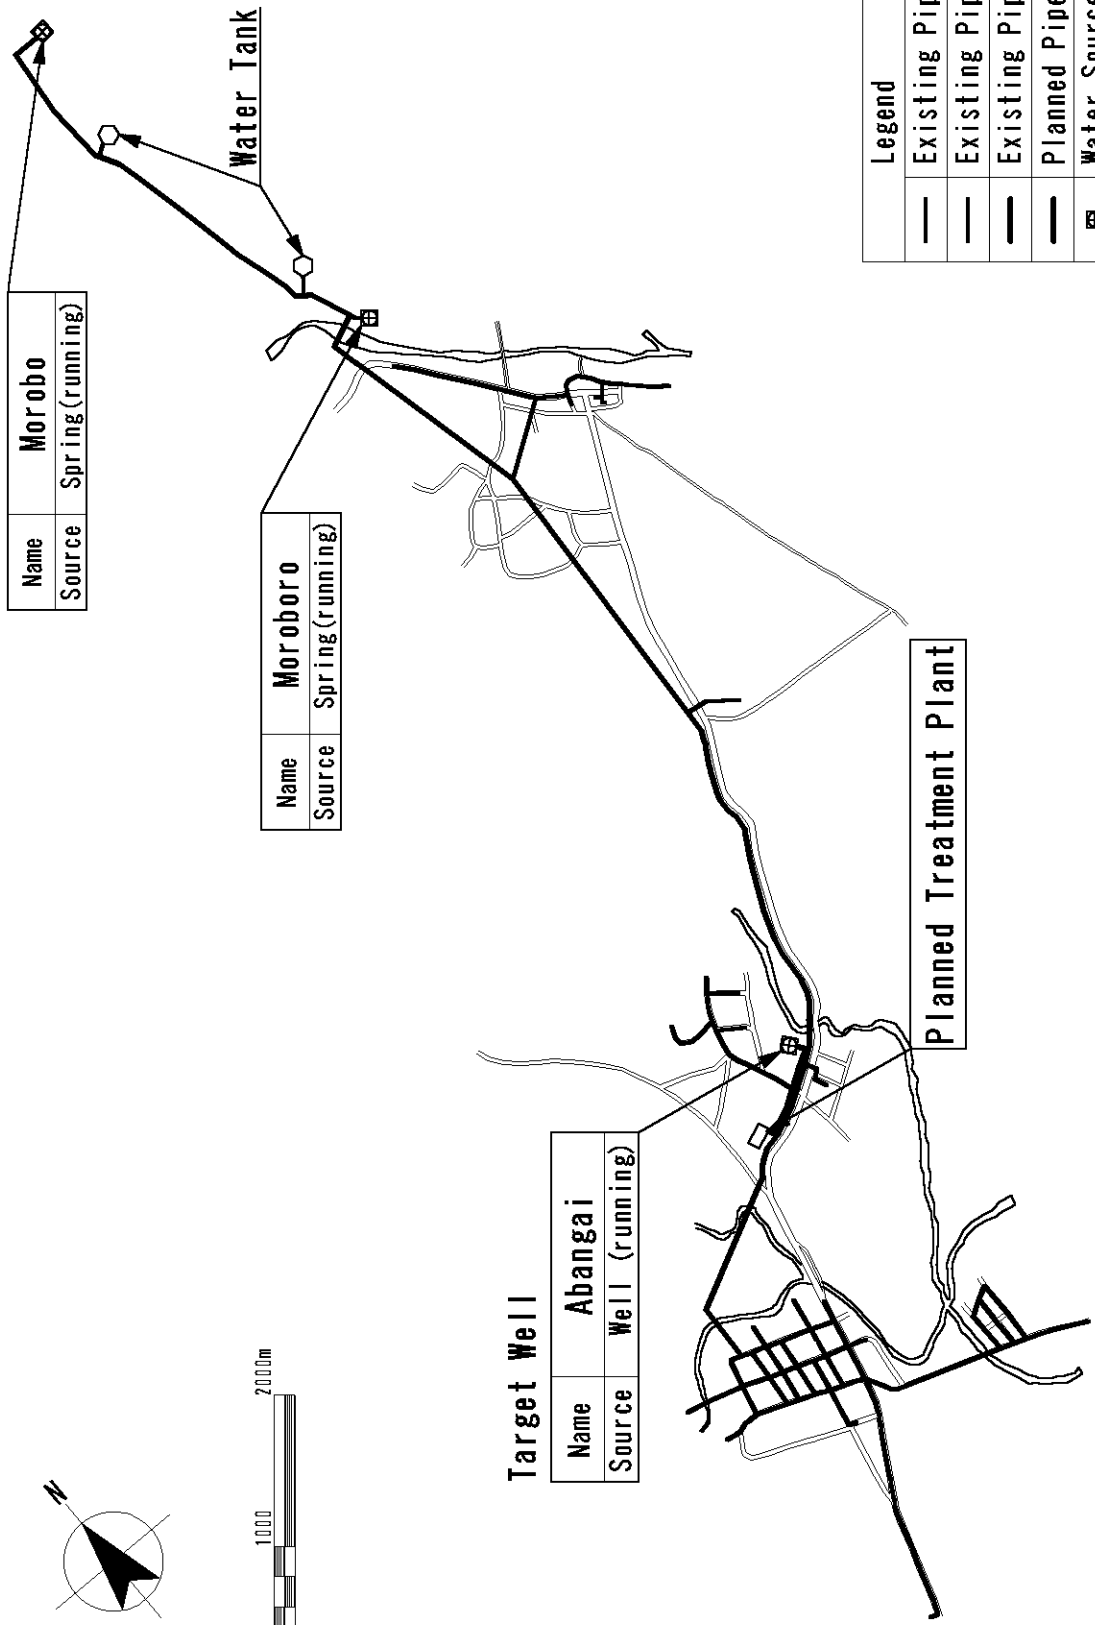 Water Tank
Name Morobo
Source Spring(running)
Name Moroboro
Source Spring(running)
Target Well
Name Abangai
Source Well (running)
Planned Treatment Plant
N
1000 2000m
Legend
Existing Pip
Existing Pip
Existing Pip
Planned Pipe
Water Source